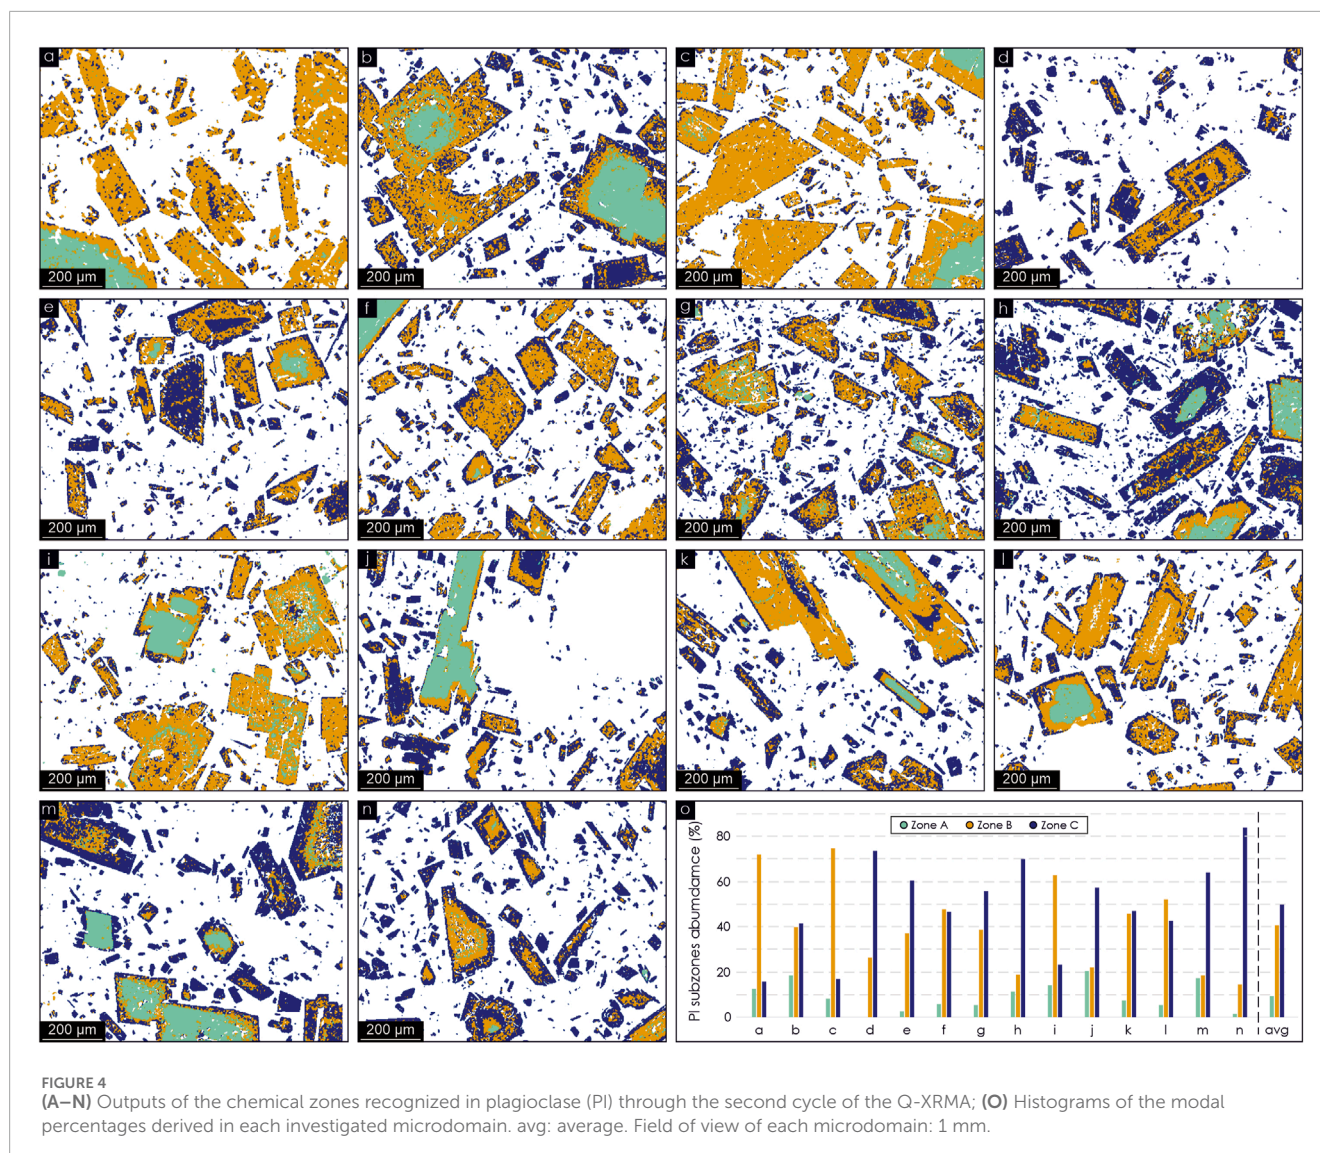 a
200 µm
b
200 µm
c
200 µm
d
200 µm
e
200 µm
f
200 µm
g
200 µm
h
200 µm
i
200 µm
j
200 µm
k
200 µm
l
200 µm
m
200 µm
n
200 µm
o
Zone A Zone B Zone C
PI subzones abumdamce (%)
80
60
40
20
0
a b c d e f g h i j k l m n avg
FIGURE 4
(A–N) Outputs of the chemical zones recognized in plagioclase (PI) through the second cycle of the Q-XRMA; (O) Histograms of the modal
percentages derived in each investigated microdomain. avg: average. Field of view of each microdomain: 1 mm.